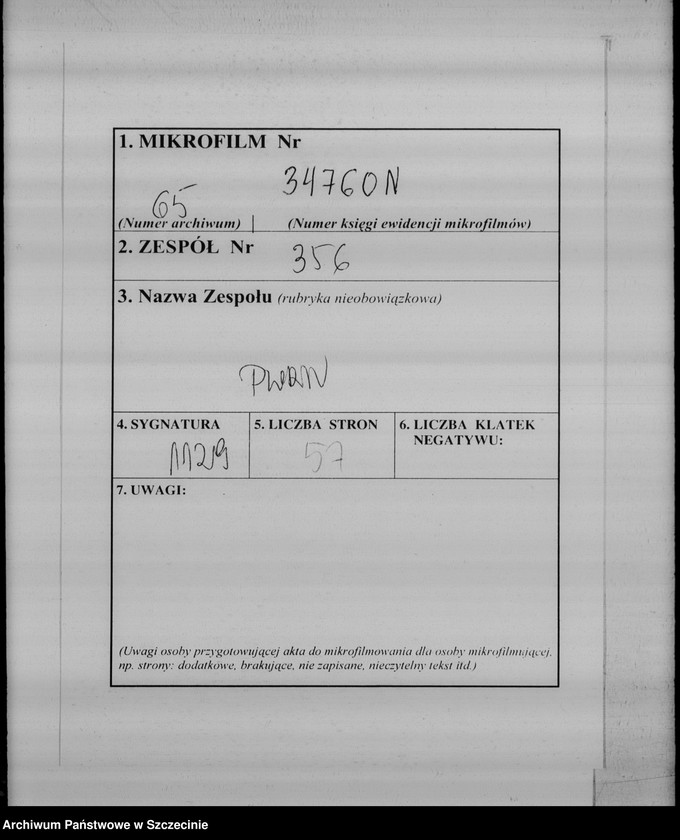 1. MIKROFILM Nr
34760N
65
(Numer archiwum) | (Numer księgi ewidencji mikrofilmów)
2. ZESPÓŁ Nr 356
3. Nazwa Zespołu (rubryka nieobowiązkowa)
PWRN
4. SYGNATURA 5. LICZBA STRON 6. LICZBA KLATEK
NEGATYWU:
11219 57
7. UWAGI:
(Uwagi osoby przygotowującej akta do mikrofilmowania dla osoby mikrofilmującej,
np. strony: dodatkowe, brakujące, nie zapisane, nieczytelny tekst itd.)
Archiwum Państwowe w Szczecinie